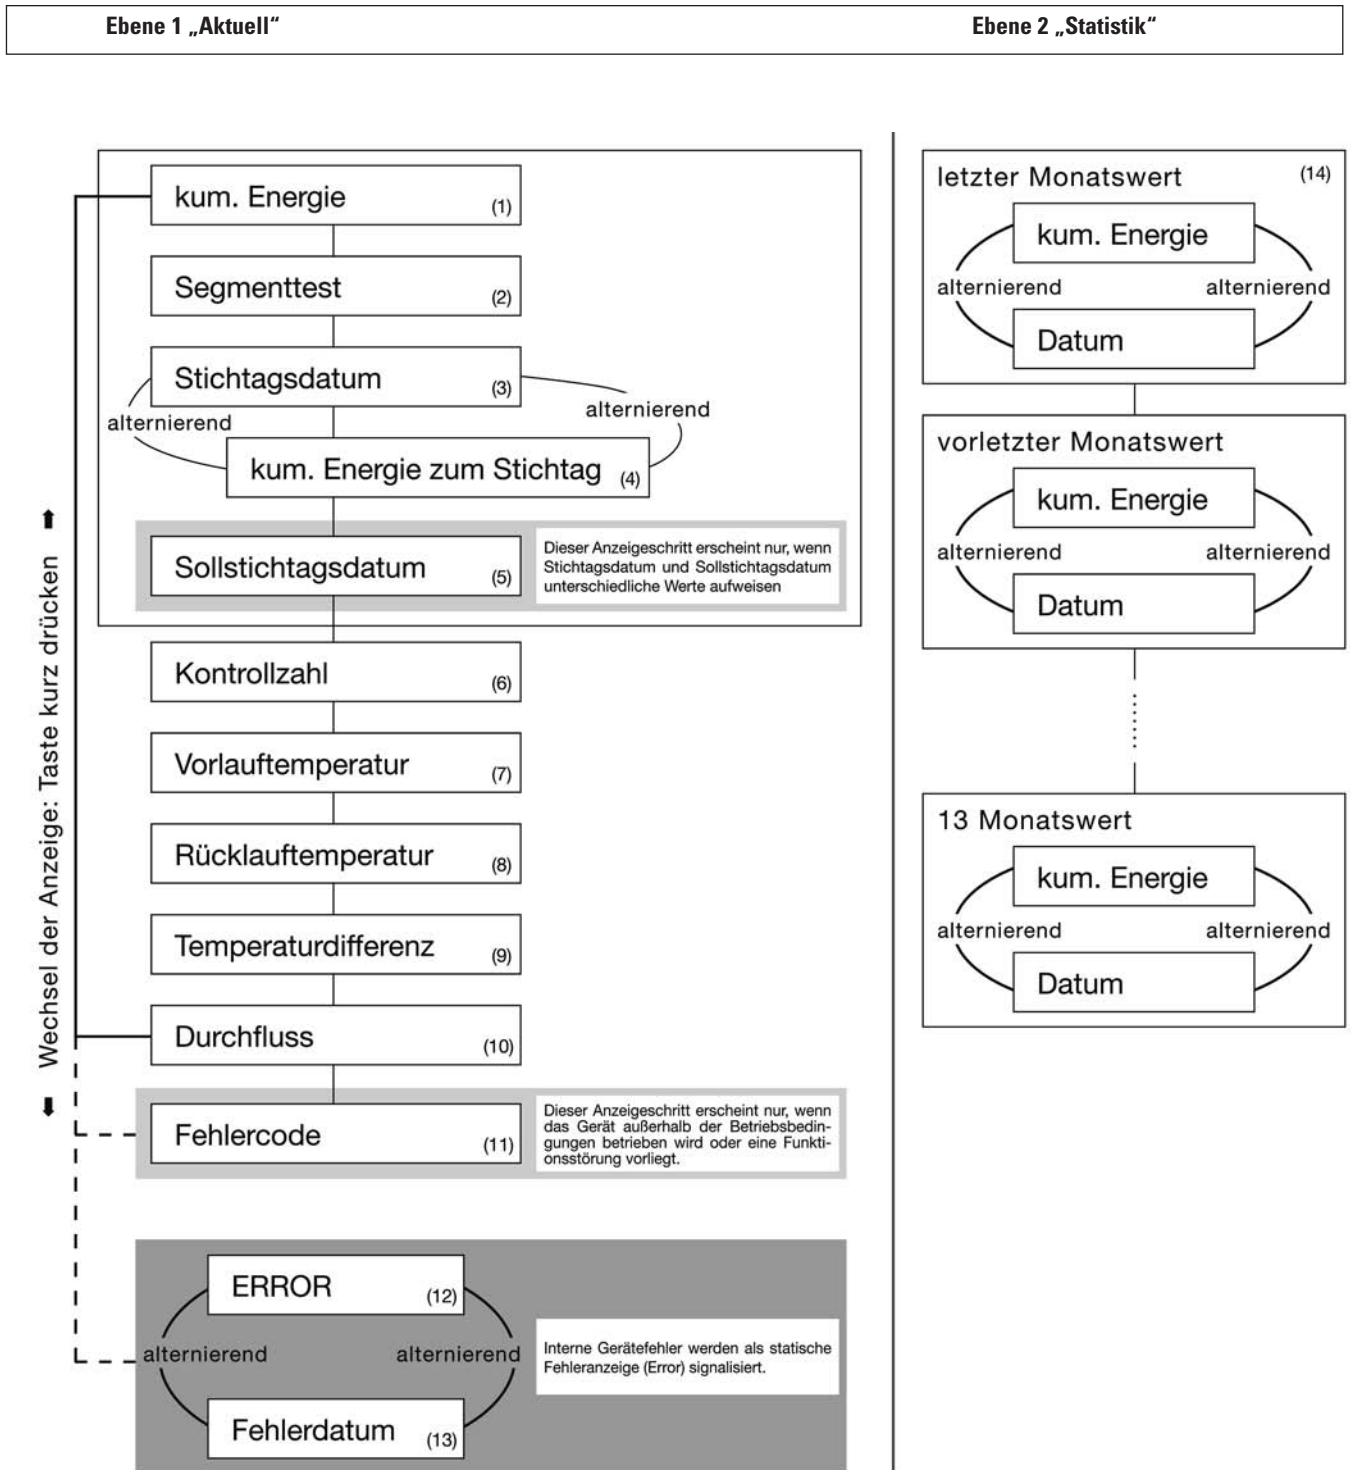 Ebene 1 „Aktuell“
Ebene 2 „Statistik“
Wechsel der Anzeige: Taste kurz drücken
kum. Energie (1)
Segmenttest (2)
Stichtagsdatum (3)
alternierend
alternierend
kum. Energie zum Stichtag (4)
Sollstichtagsdatum (5)
Dieser Anzeigeschritt erscheint nur, wenn
Stichtagsdatum und Sollstichtagsdatum
unterschiedliche Werte aufweisen
Kontrollzahl (6)
Vorlauftemperatur (7)
Rücklauftemperatur (8)
Temperaturdifferenz (9)
Durchfluss (10)
Fehlercode (11)
Dieser Anzeigeschritt erscheint nur, wenn
das Gerät außerhalb der Betriebsbedin-
gungen betrieben wird oder eine Funkti-
onsstörung vorliegt.
ERROR (12)
alternierend
alternierend
Fehlerdatum (13)
Interne Gerätefehler werden als statische
Fehleranzeige (Error) signalisiert.
letzter Monatswert (14)
kum. Energie
alternierend
alternierend
Datum
vorletzter Monatswert
kum. Energie
alternierend
alternierend
Datum
13 Monatswert
kum. Energie
alternierend
alternierend
Datum